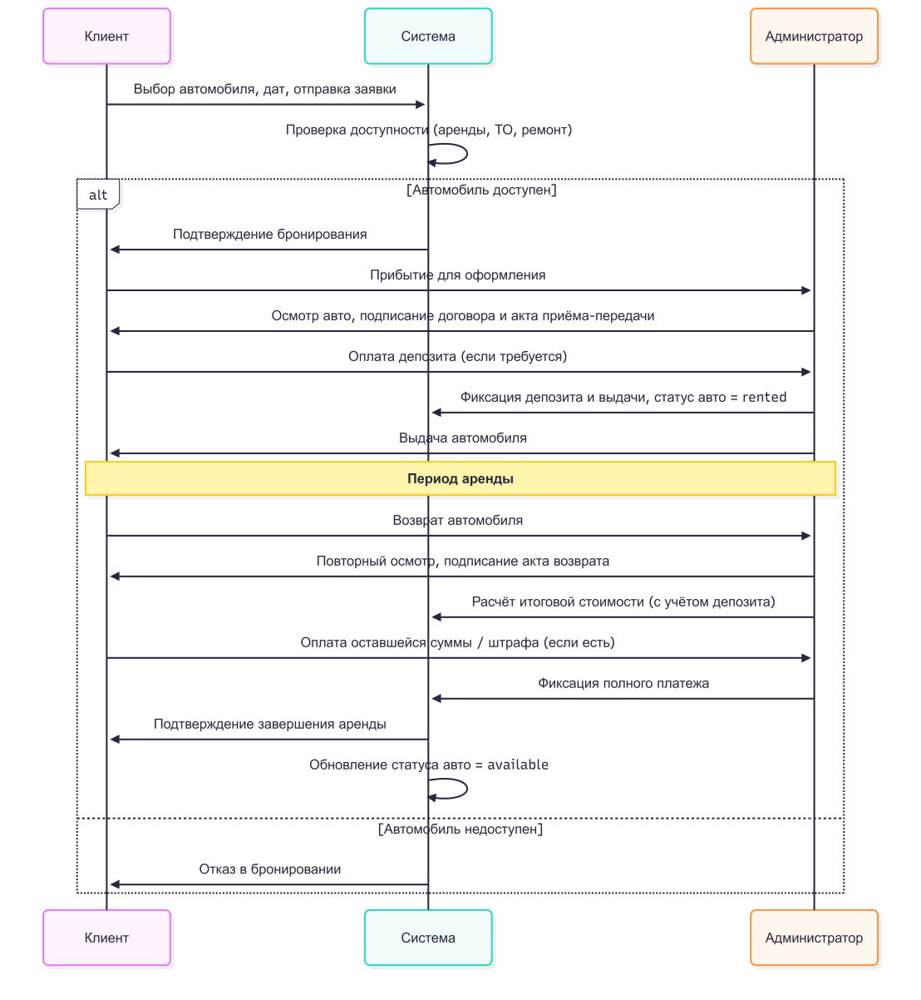 Клиент
Система
Администратор
Выбор автомобиля, дат, отправка заявки
Проверка доступности (аренды, ТО, ремонт)
alt
[Автомобиль доступен]
Подтверждение бронирования
Прибытие для оформления
Осмотр авто, подписание договора и акта приёма-передачи
Оплата депозита (если требуется)
Фиксация депозита и выдачи, статус авто = rented
Выдача автомобиля
Период аренды
Возврат автомобиля
Повторный осмотр, подписание акта возврата
Расчёт итоговой стоимости (с учётом депозита)
Оплата оставшейся суммы / штрафа (если есть)
Фиксация полного платежа
Подтверждение завершения аренды
Обновление статуса авто = available
[Автомобиль недоступен]
Отказ в бронировании
Клиент
Система
Администратор